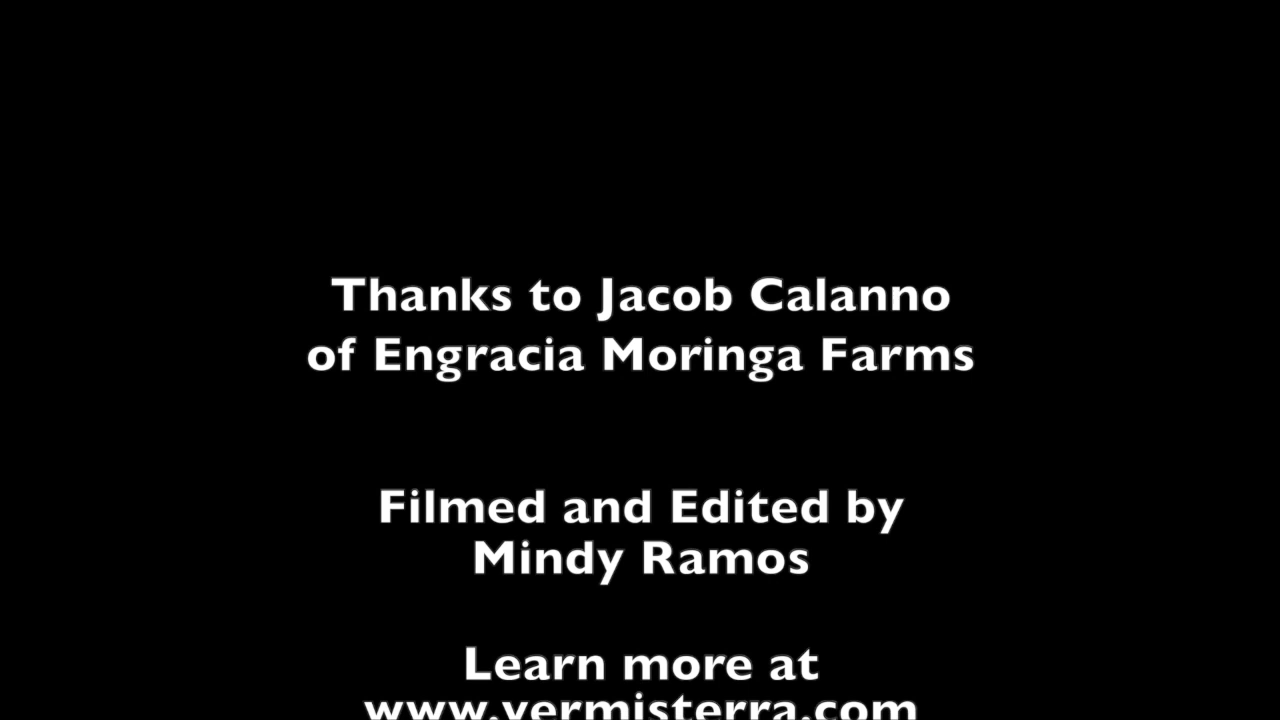 Thanks to Jacob Calanno
of Engracia Moringa Farms
Filmed and Edited by
Mindy Ramos
Learn more at
www.vermisterra.com